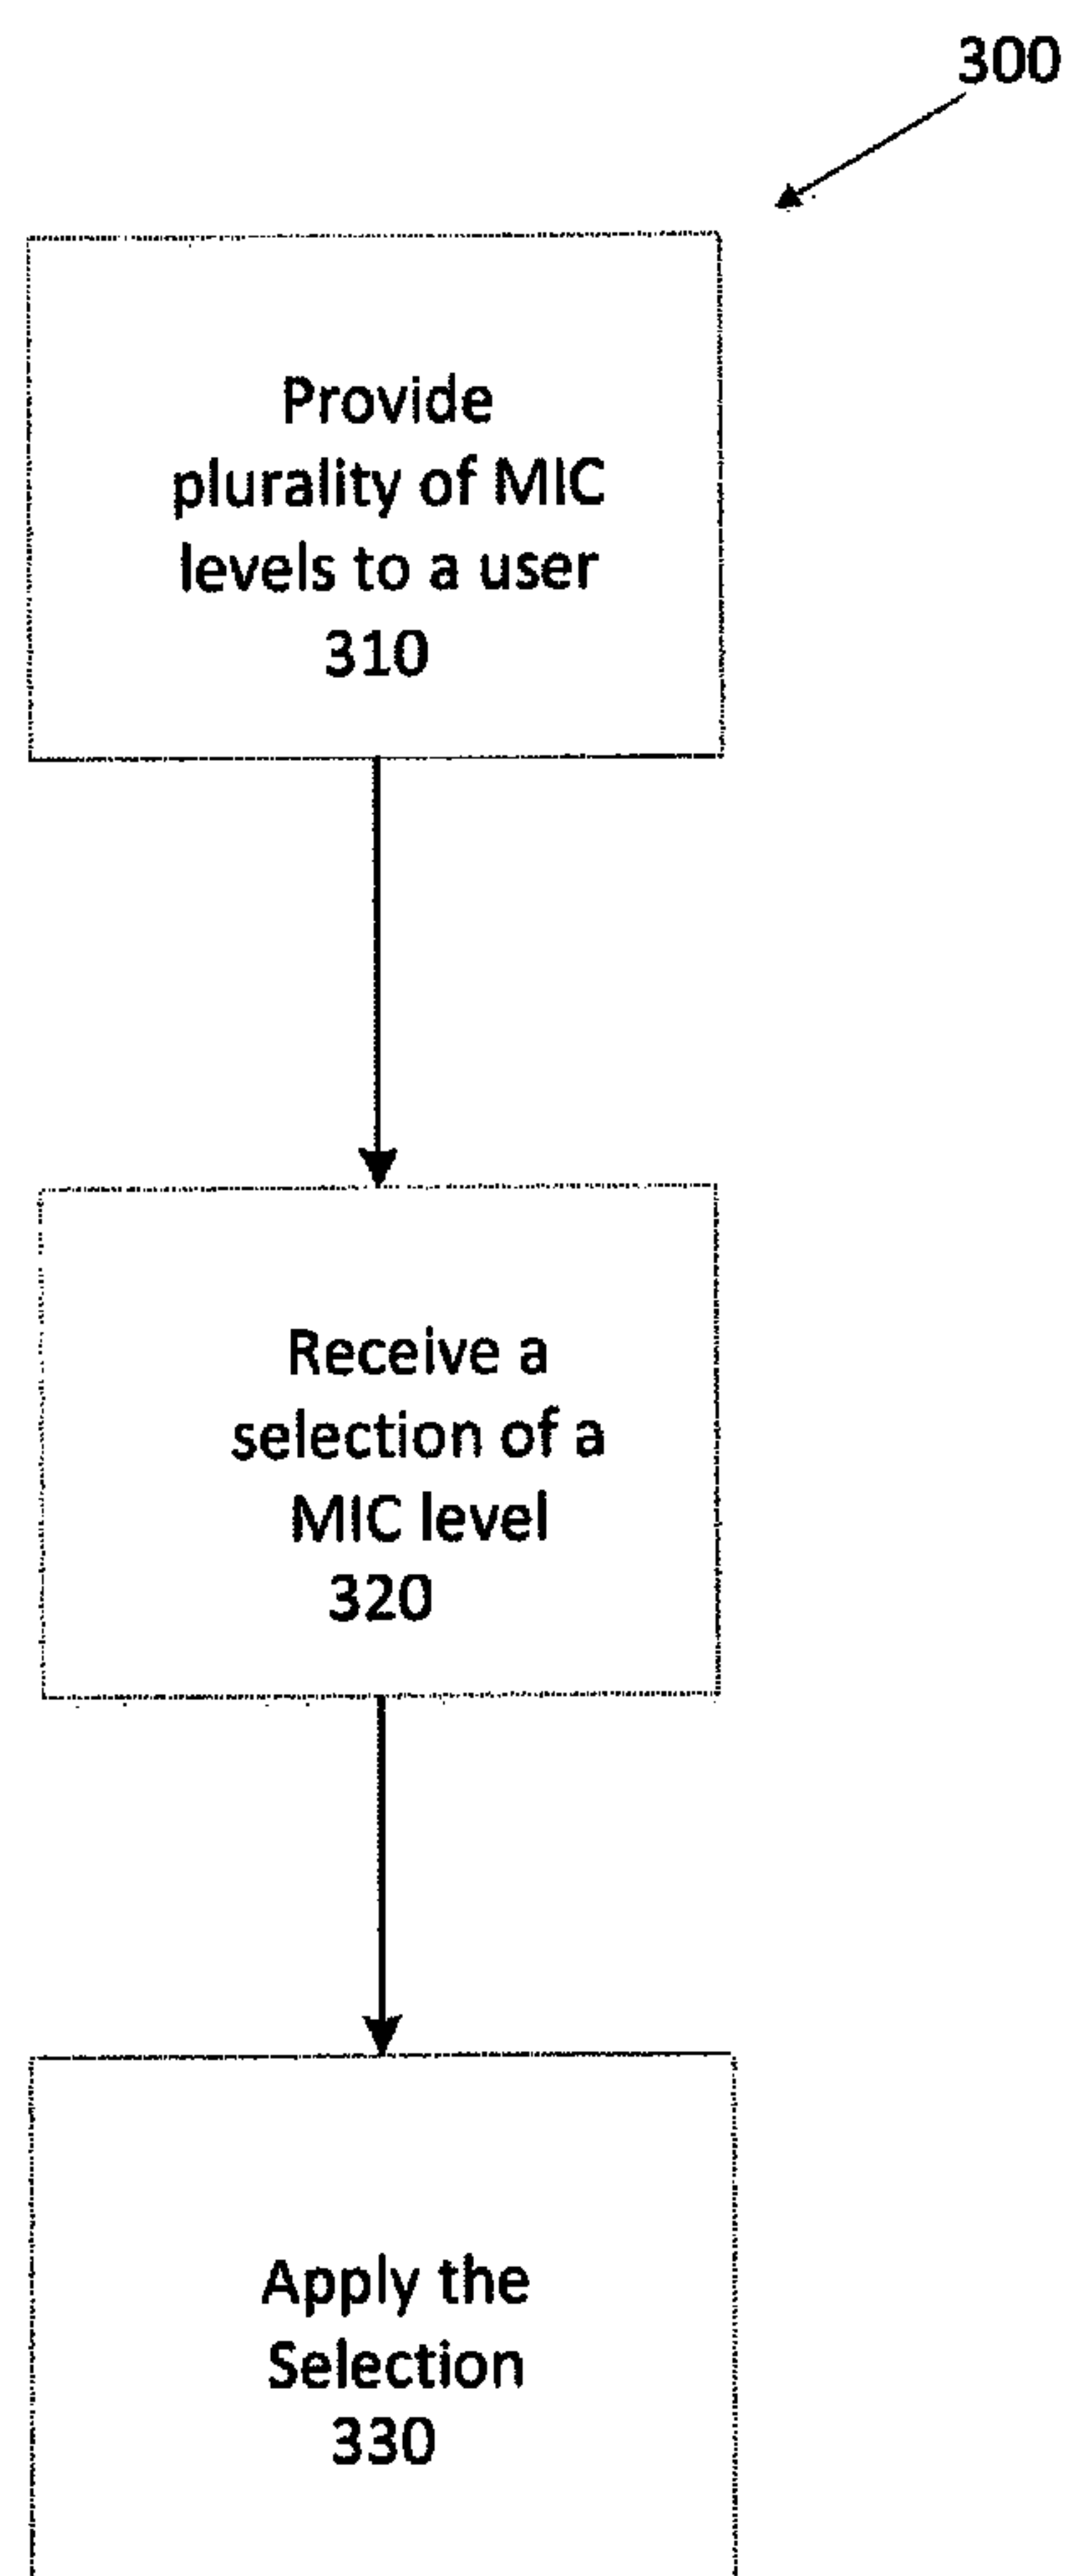 300
Provide
plurality of MIC
levels to a user
310
Receive a
selection of a
MIC level
320
Apply the
Selection
330